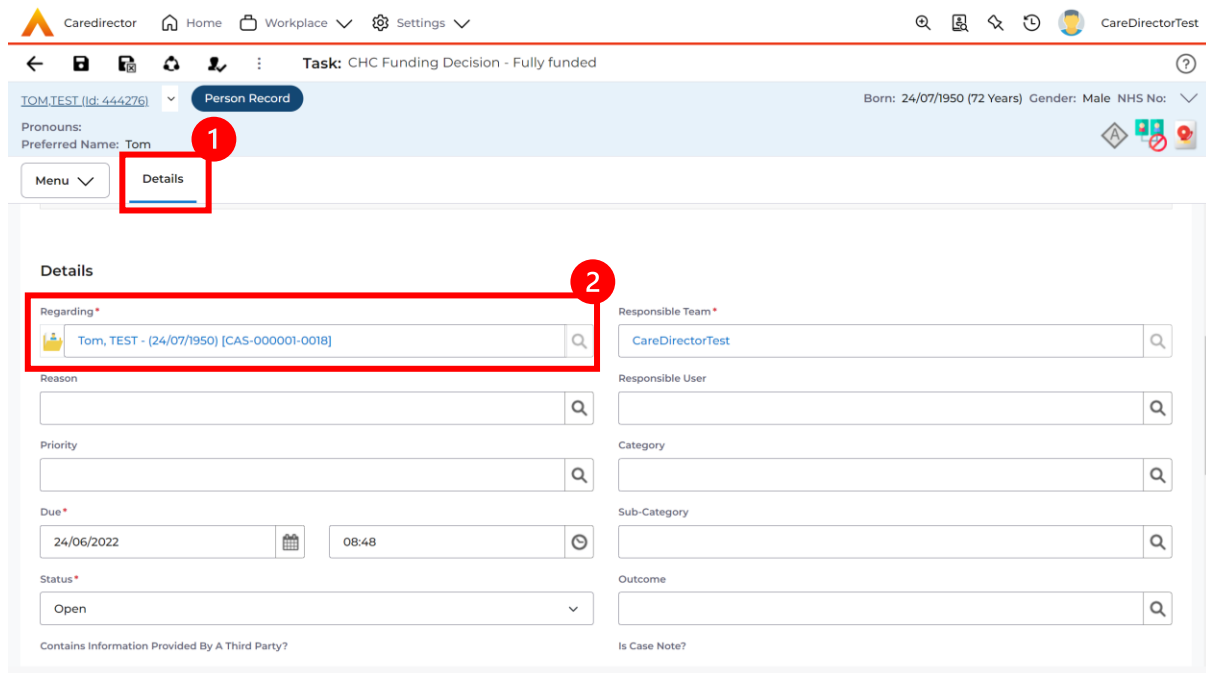 Caredirector Home Workplace Settings CareDirectorTest
Task: CHC Funding Decision - Fully funded
TOM,TEST (Id: 444276) Person Record Born: 24/07/1950 (72 Years) Gender: Male NHS No:
Pronouns:
Preferred Name: Tom
1
Menu Details
Details
2
Regarding* Responsible Team*
Tom, TEST - (24/07/1950) [CAS-000001-0018] CareDirectorTest
Reason Responsible User
Priority Category
Due* Sub-Category
24/06/2022 08:48
Status* Outcome
Open
Contains Information Provided By A Third Party? Is Case Note?